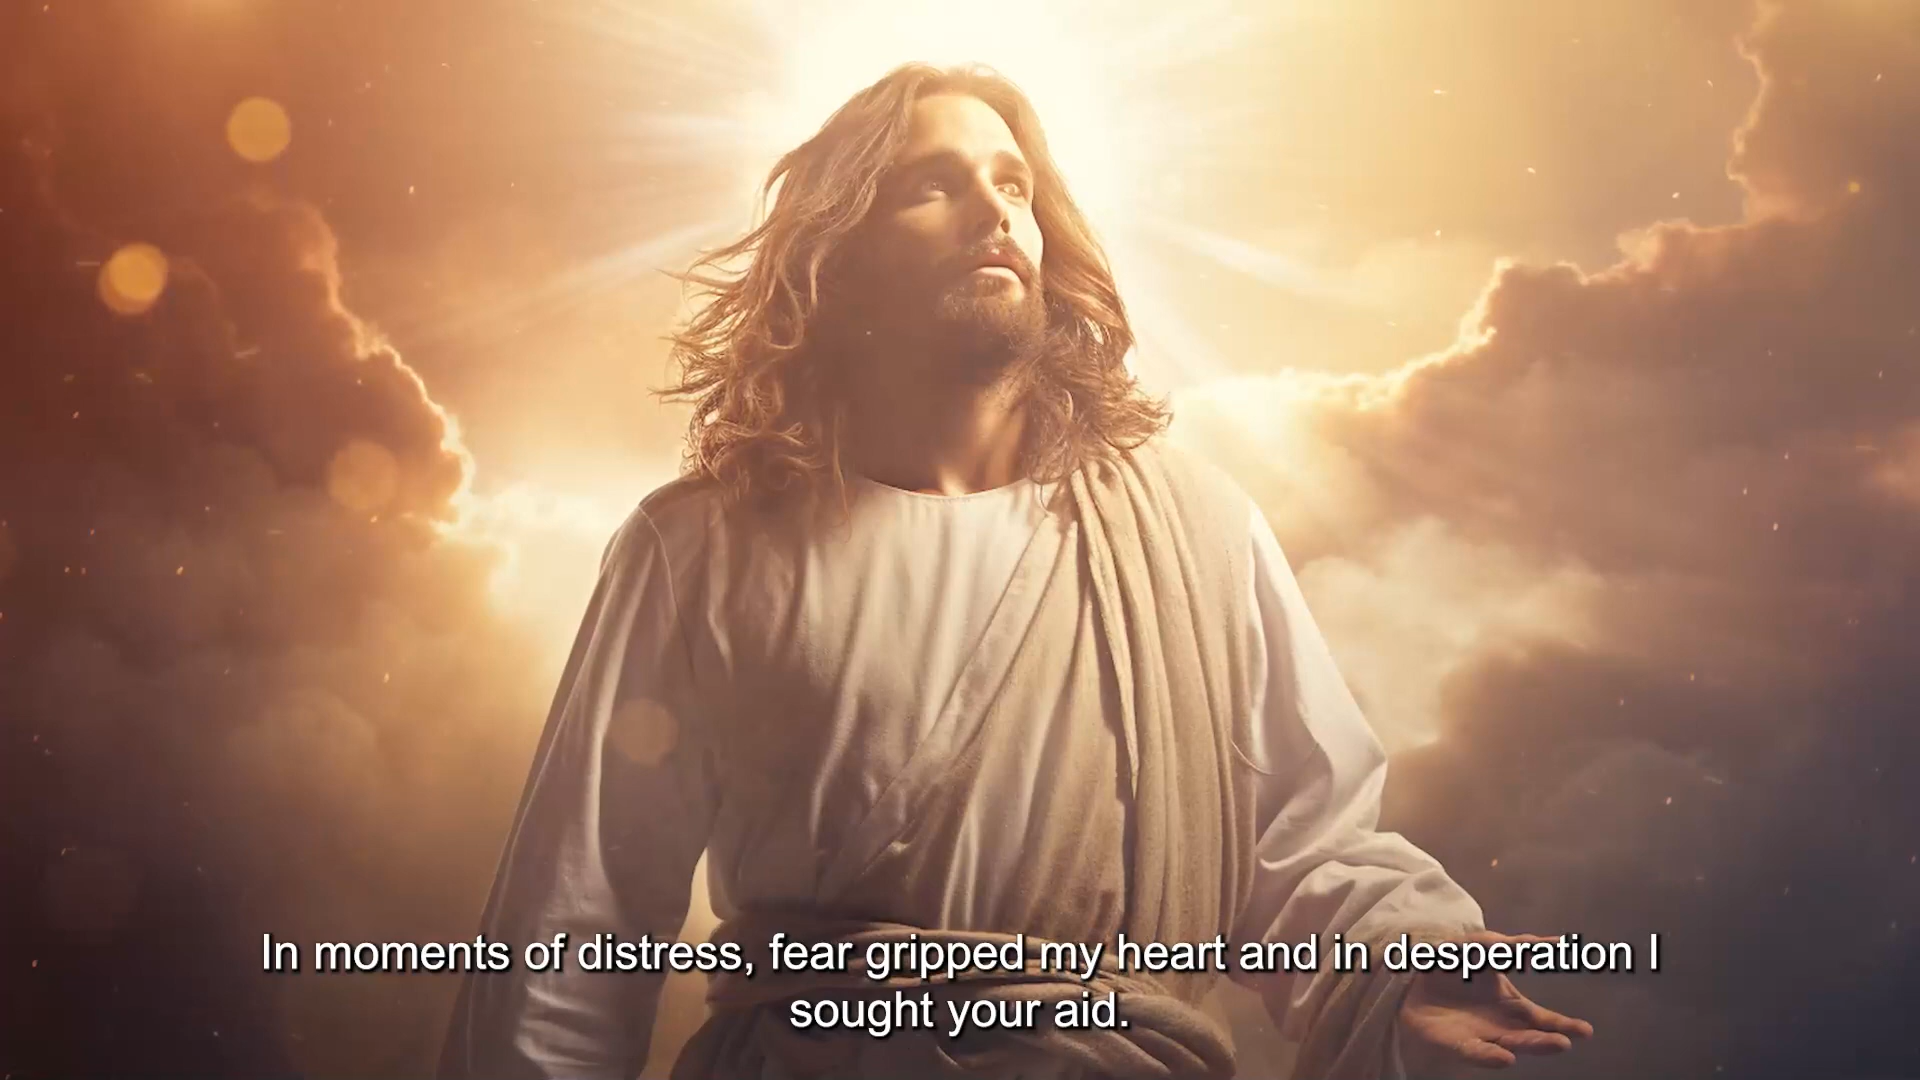 In moments of distress, fear gripped my heart and in desperation I
sought your aid.